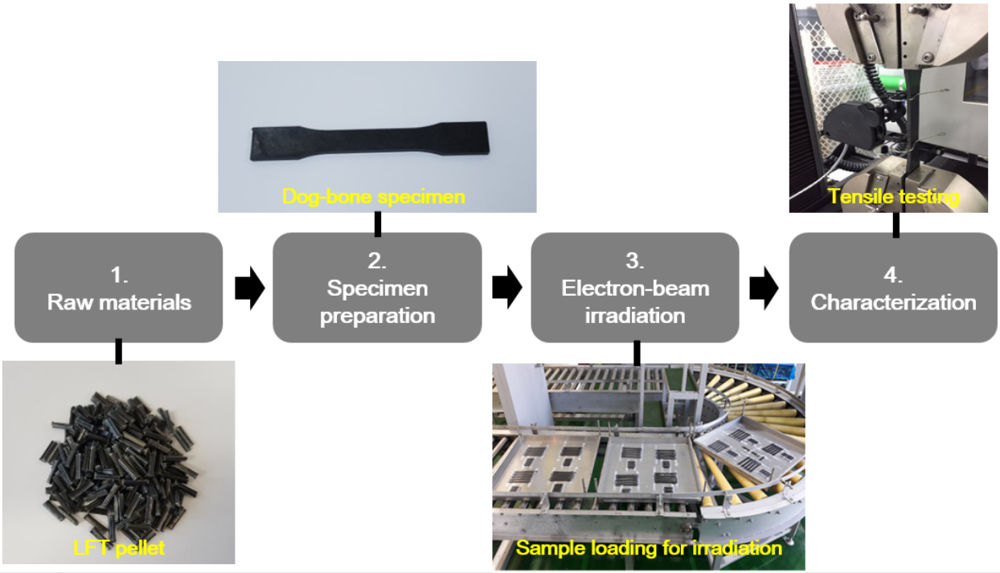 Dog-bone specimen
Tensile testing
1.
Raw materials
2.
Specimen
preparation
3.
Electron-beam
irradiation
4.
Characterization
LFT pellet
Sample loading for irradiation